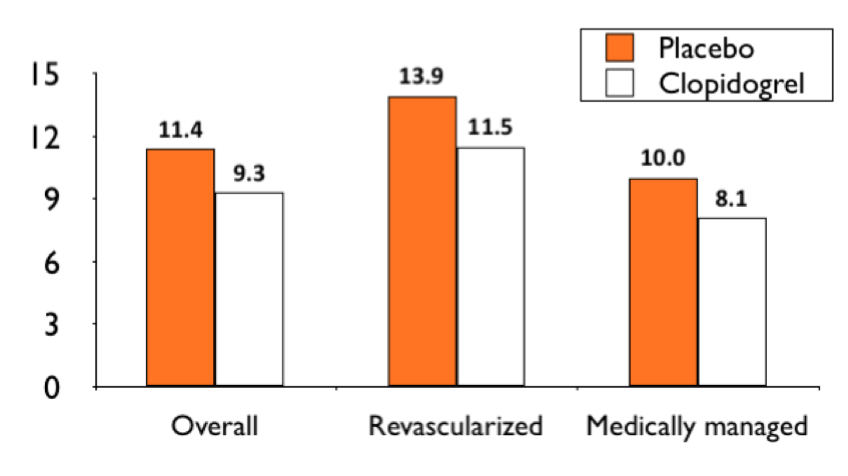 Placebo
Clopidogrel
15
12
9
6
3
0
11.4
9.3
13.9
11.5
10.0
8.1
Overall
Revascularized
Medically managed